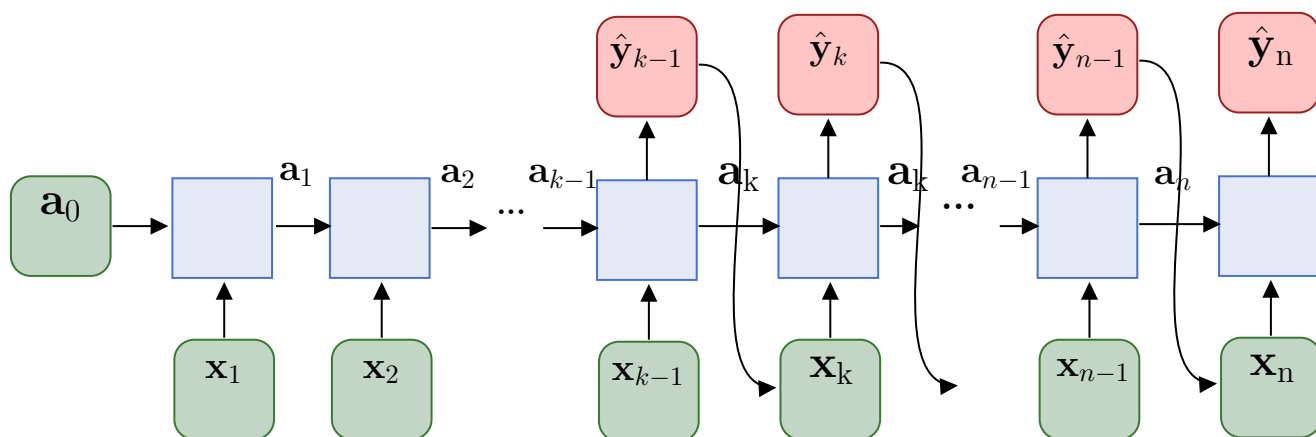 ŷₖ₋₁ ŷₖ ŷₙ₋₁ ŷₙ
a₀ a₁ a₂ ... aₖ₋₁ aₖ aₖ ... aₙ₋₁ aₙ
x₁ x₂ xₖ₋₁ xₖ xₙ₋₁ xₙ